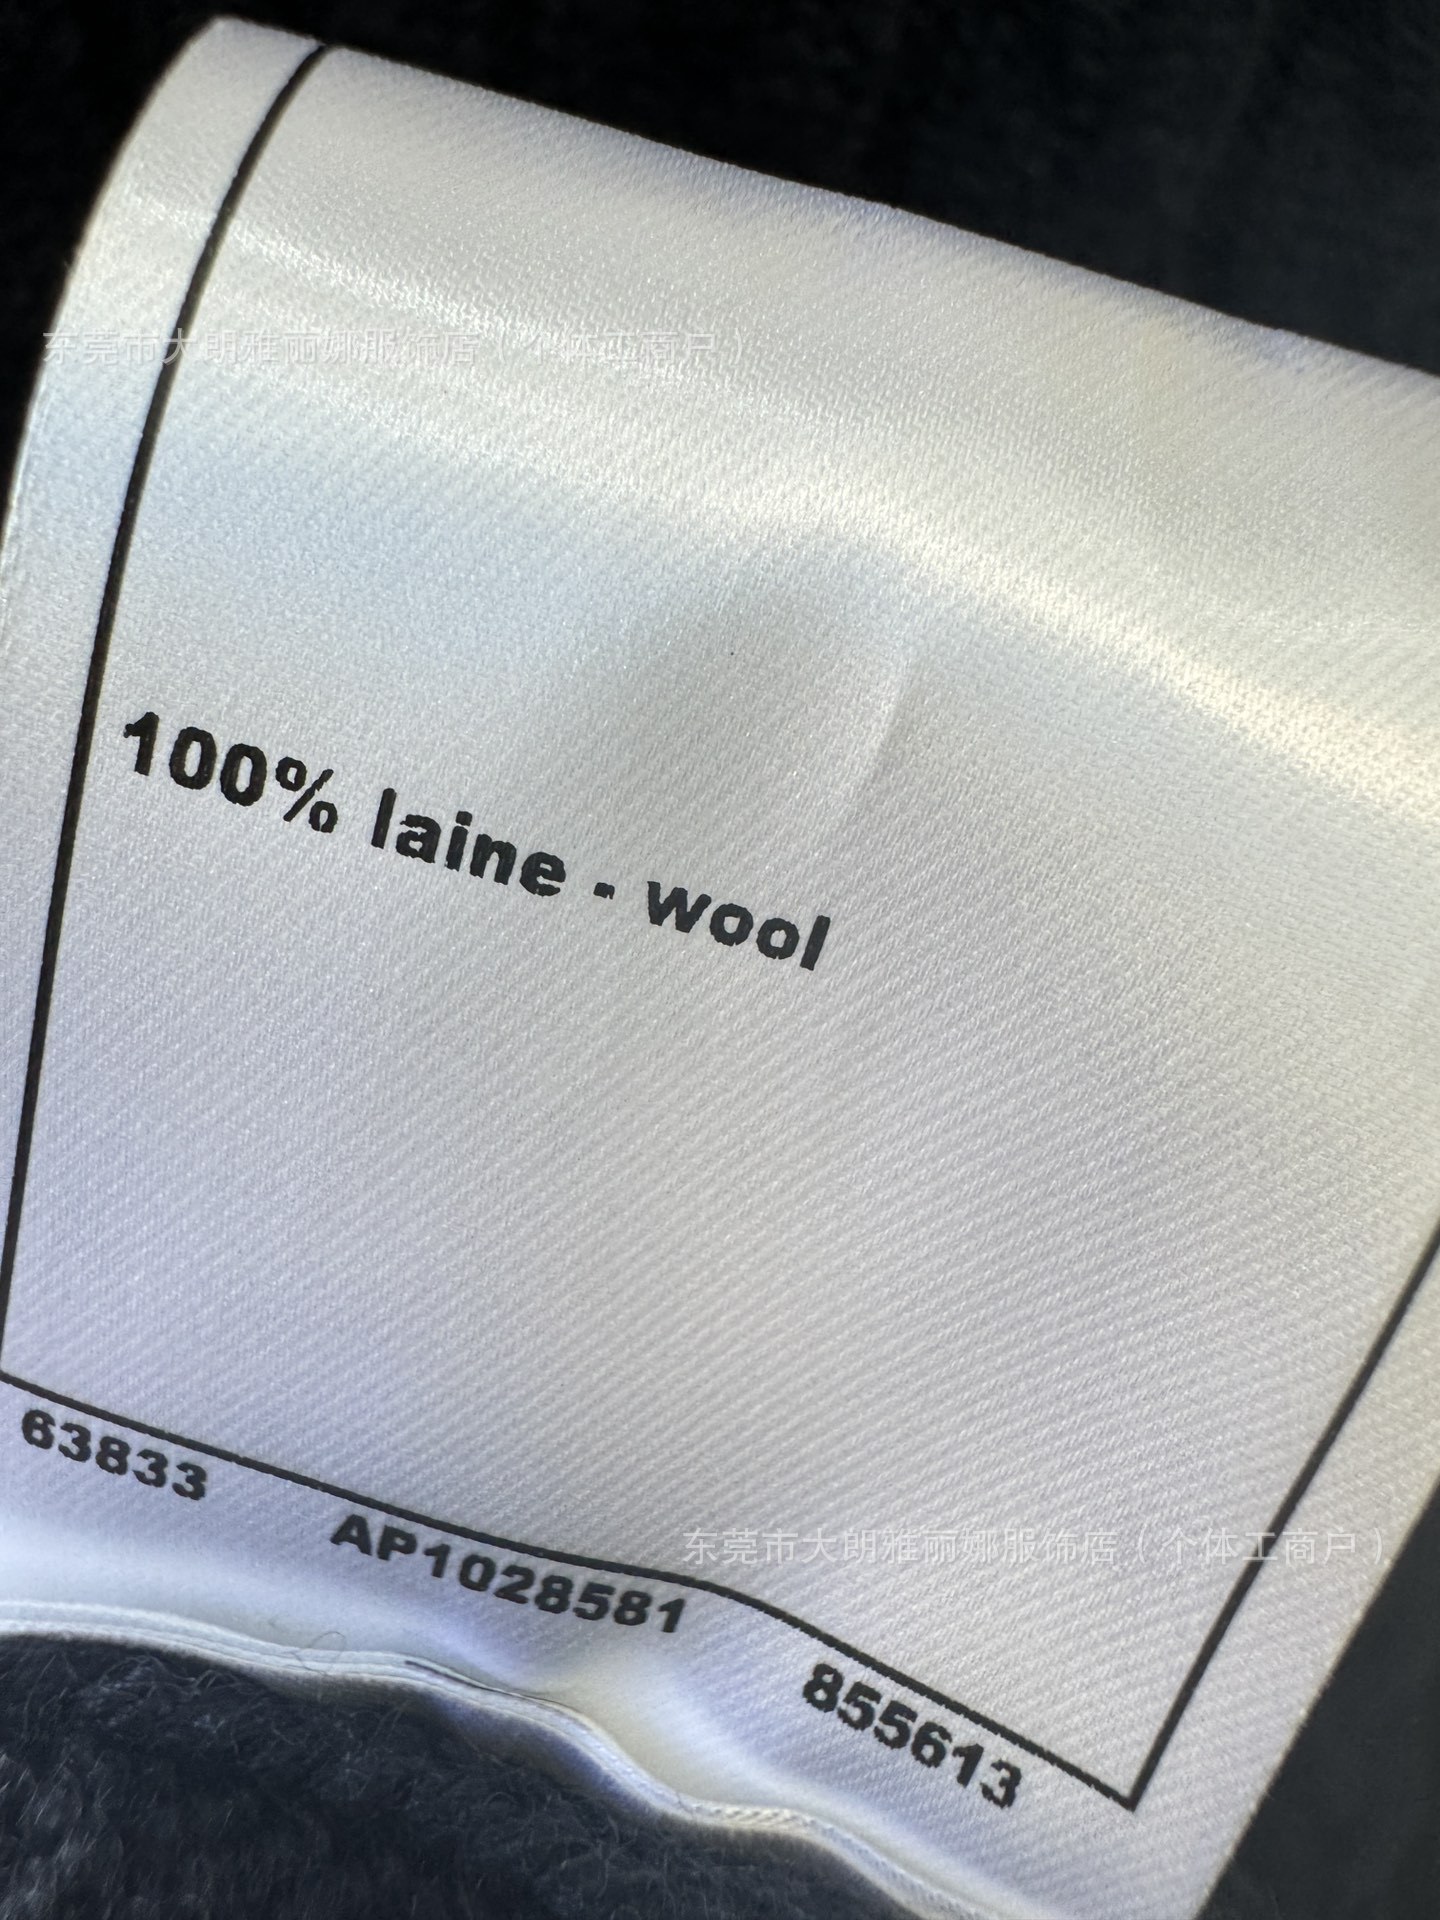 东莞市大朗雅丽娜服饰店（个体工商户）
100% laine - wool
63833 AP1028581 855613
东莞市大朗雅丽娜服饰店（个体工商户）